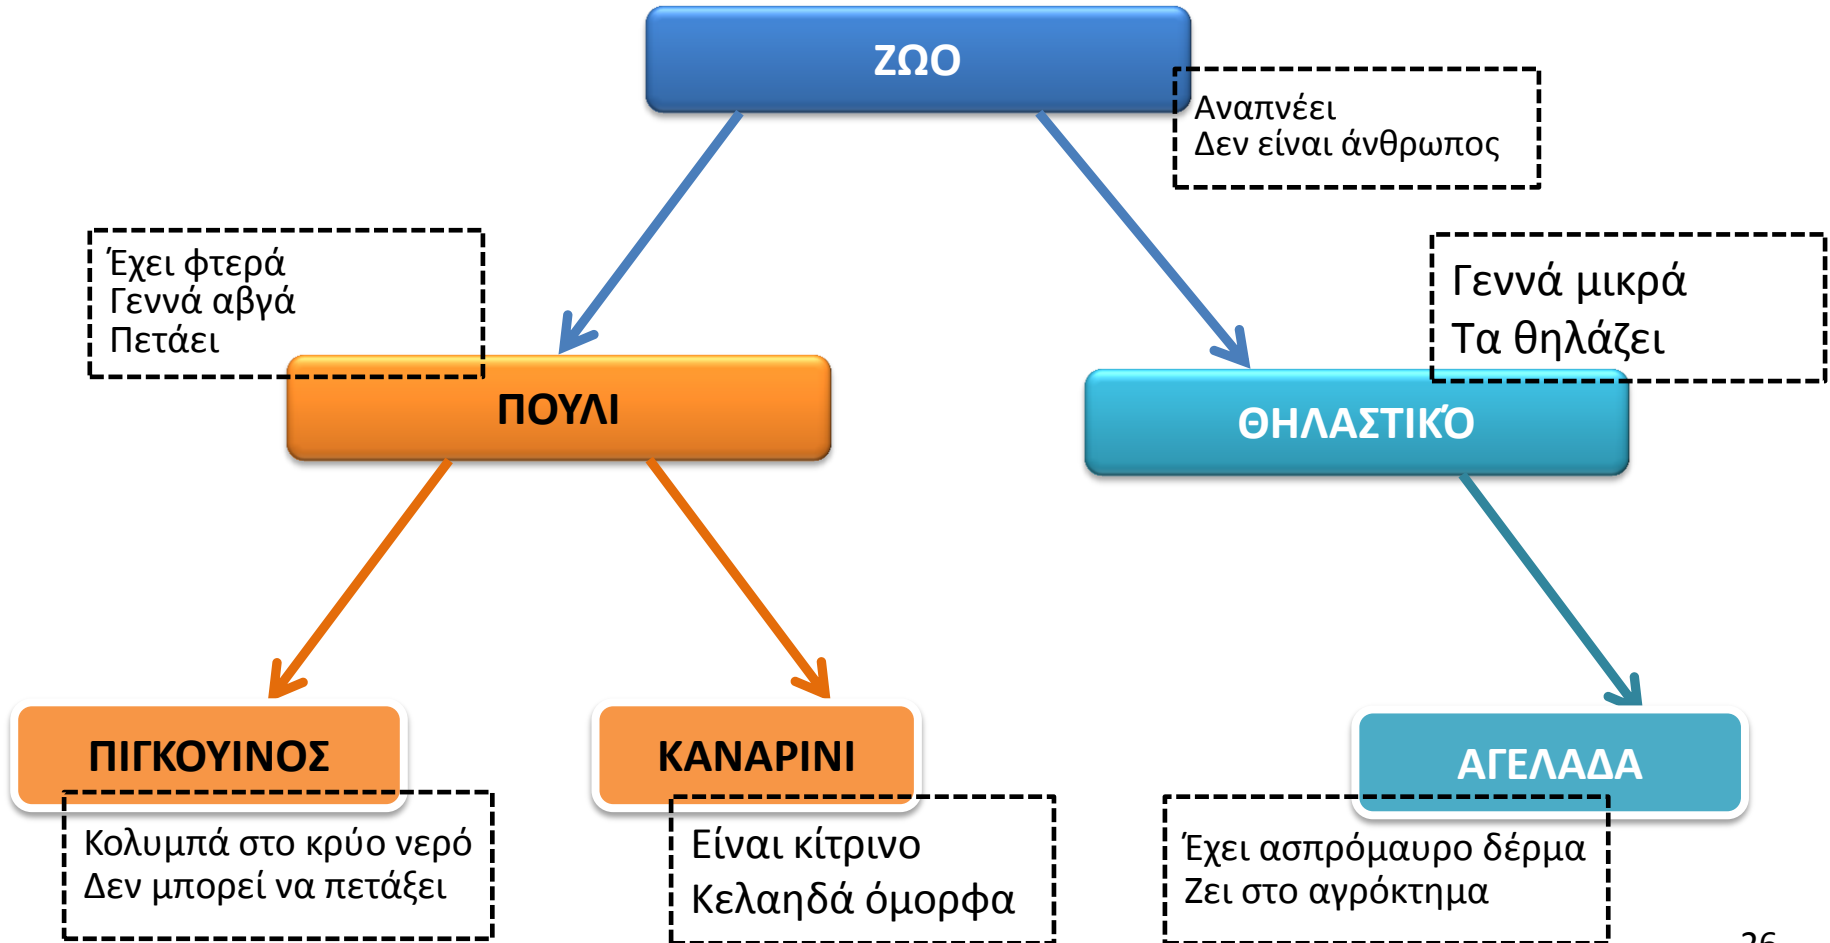 ΖΩΟ
Αναπνέει
Δεν είναι άνθρωπος
Έχει φτερά
Γεννά αβγά
Πετάει
Γεννά μικρά
Τα θηλάζει
ΠΟΥΛΙ
ΘΗΛΑΣΤΙΚΌ
ΠΙΓΚΟΥΙΝΟΣ
ΚΑΝΑΡΙΝΙ
ΑΓΕΛΑΔΑ
Κολυμπά στο κρύο νερό
Δεν μπορεί να πετάξει
Είναι κίτρινο
Κελαηδά όμορφα
Έχει ασπρόμαυρο δέρμα
Ζει στο αγρόκτημα
26